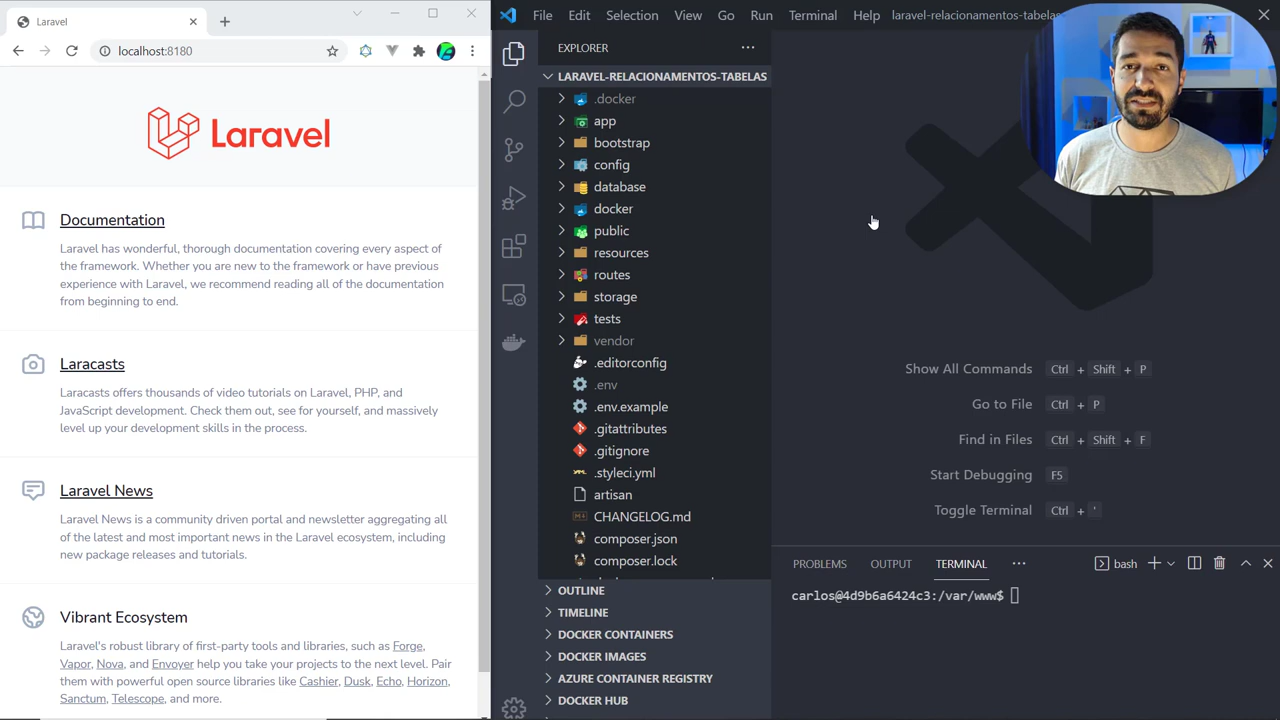 Laravel
localhost:8180
Laravel
Documentation
Laravel has wonderful, thorough documentation covering every aspect of
the framework. Whether you are new to the framework or have previous
experience with Laravel, we recommend reading all of the documentation
from beginning to end.
Laracasts
Laracasts offers thousands of video tutorials on Laravel, PHP, and
JavaScript development. Check them out, see for yourself, and massively
level up your development skills in the process.
Laravel News
Laravel News is a community driven portal and newsletter aggregating all
of the latest and most important news in the Laravel ecosystem, including
new package releases and tutorials.
Vibrant Ecosystem
Laravel's robust library of first-party tools and libraries, such as Forge,
Vapor, Nova, and Envoyer help you take your projects to the next level. Pair
them with powerful open source libraries like Cashier, Dusk, Echo, Horizon,
Sanctum, Telescope, and more.
File Edit Selection View Go Run Terminal Help laravel-relacionamentos-tabelas
EXPLORER
LARAVEL-RELACIONAMENTOS-TABELAS
.docker
app
bootstrap
config
database
docker
public
resources
routes
storage
tests
vendor
.editorconfig
.env
.env.example
.gitattributes
.gitignore
.styleci.yml
artisan
CHANGELOG.md
composer.json
composer.lock
OUTLINE
TIMELINE
DOCKER CONTAINERS
DOCKER IMAGES
AZURE CONTAINER REGISTRY
DOCKER HUB
Show All Commands Ctrl + Shift + P
Go to File Ctrl + P
Find in Files Ctrl + Shift + F
Start Debugging F5
Toggle Terminal Ctrl + '
PROBLEMS OUTPUT TERMINAL
bash
carlos@4d9b6a6424c3:/var/www$